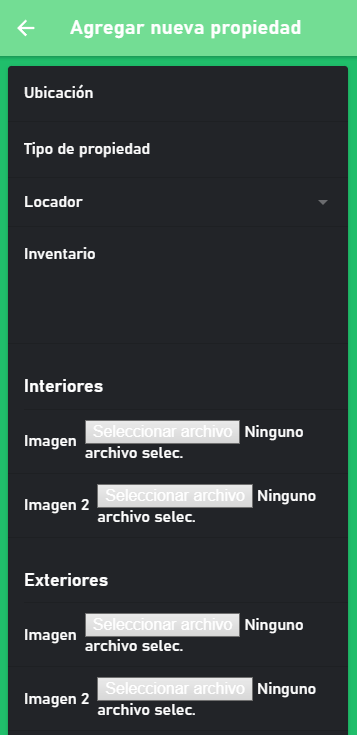 Agregar nueva propiedad
Ubicación
Tipo de propiedad
Locador
Inventario
Interiores
Imagen Seleccionar archivo Ninguno
archivo selec.
Imagen 2 Seleccionar archivo Ninguno
archivo selec.
Exteriores
Imagen Seleccionar archivo Ninguno
archivo selec.
Imagen 2 Seleccionar archivo Ninguno
archivo selec.